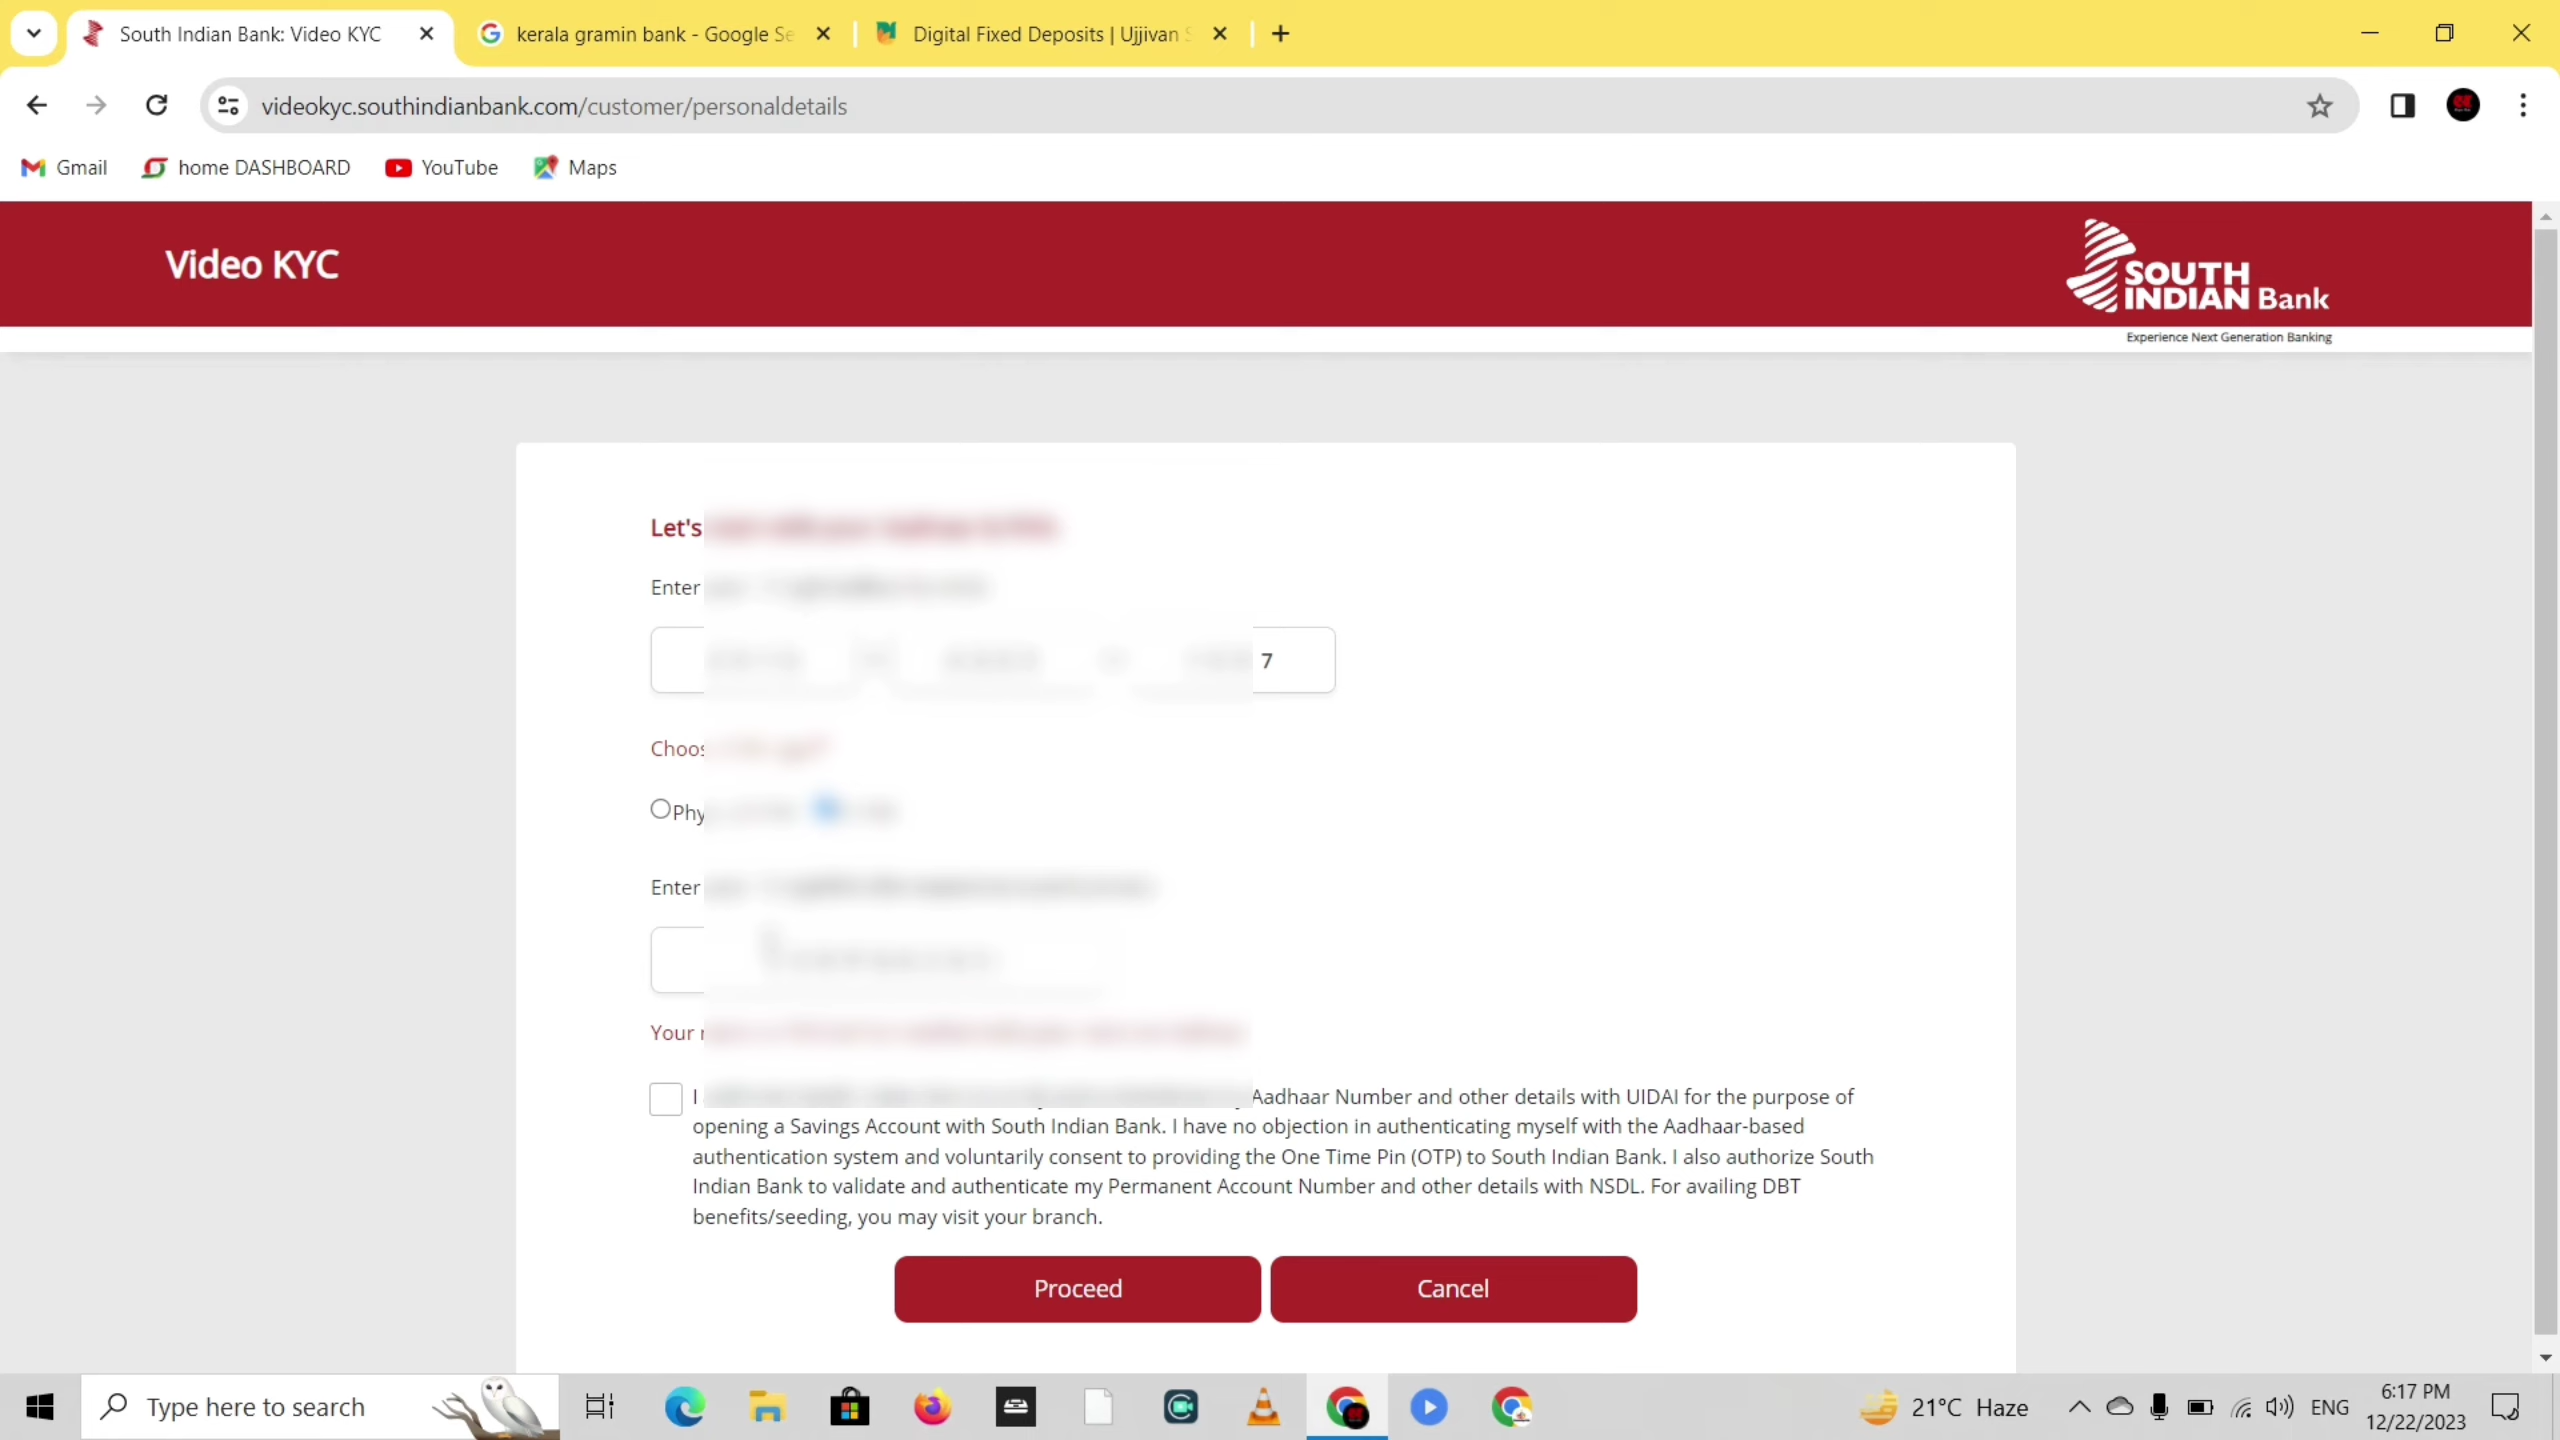 South Indian Bank: Video KYC
kerala gramin bank - Google Se
Digital Fixed Deposits | Ujjivan S
videokyc.southindianbank.com/customer/personaldetails
Gmail
home DASHBOARD
YouTube
Maps
Video KYC
SOUTH
INDIAN Bank
Experience Next Generation Banking
Let's
Enter
7
Choos
Phy
Enter
Your
I Aadhaar Number and other details with UIDAI for the purpose of
opening a Savings Account with South Indian Bank. I have no objection in authenticating myself with the Aadhaar-based
authentication system and voluntarily consent to providing the One Time Pin (OTP) to South Indian Bank. I also authorize South
Indian Bank to validate and authenticate my Permanent Account Number and other details with NSDL. For availing DBT
benefits/seeding, you may visit your branch.
Proceed
Cancel
Type here to search
21°C Haze
ENG
6:17 PM
12/22/2023